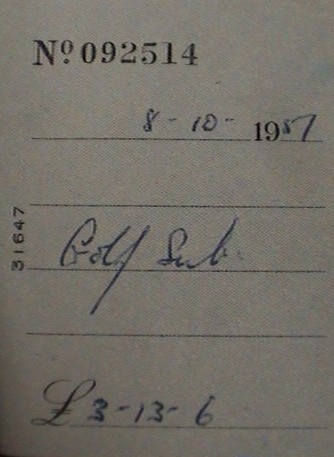 Nº 092514
8-10-1957
31647
Golf Sub.
£3-13-6